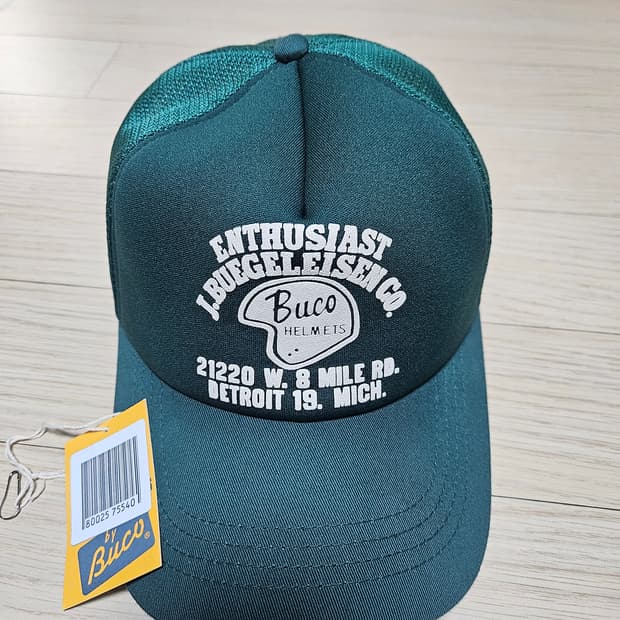 ENTHUSIAST
J.BUEGELEISEN CO.
Buco
HELMETS
21220 W. 8 MILE RD.
DETROIT 19. MICH.
80025 75540
by
Buco®